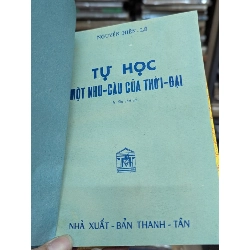 NGUYỄN HIẾN-LÊ
TỰ HỌC
MỘT NHU-CẦU CỦA THỜI-ĐẠI
NHÀ XUẤT-BẢN THANH-TÂN